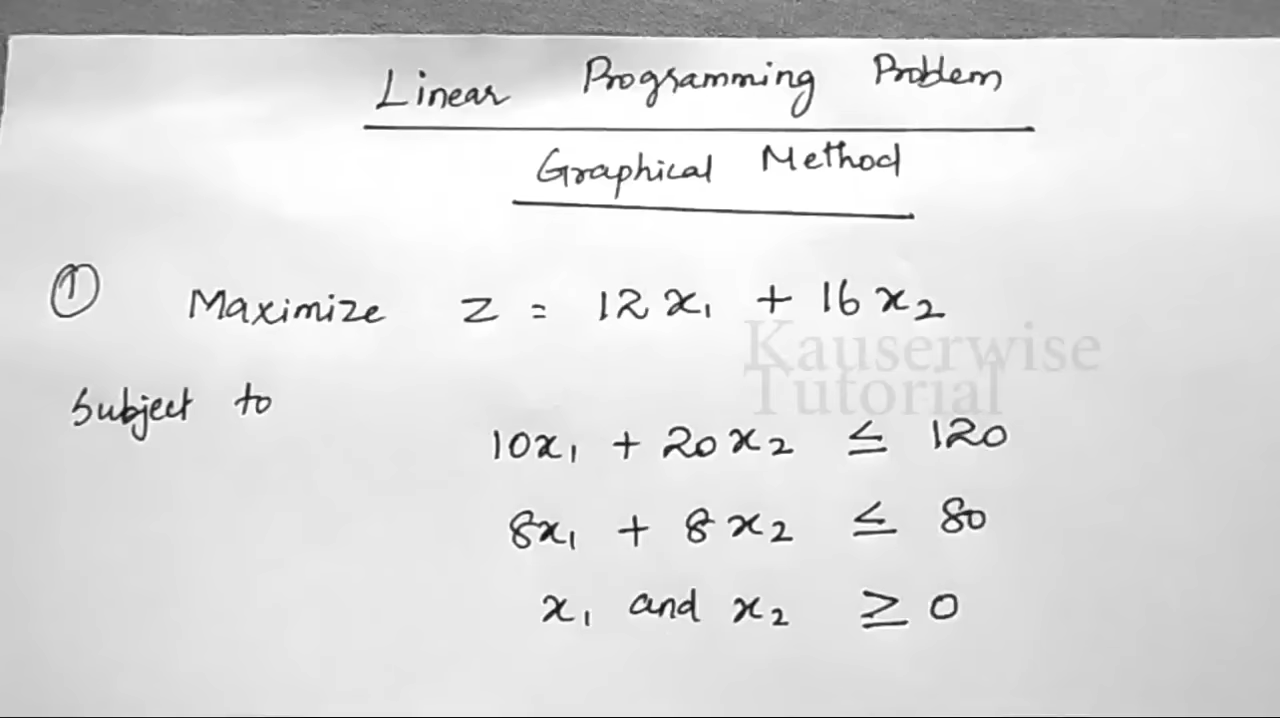 Linear Programming Problem
Graphical Method
① Maximize Z = 12x₁ + 16x₂
Kauserwise
Tutorial
Subject to
10x₁ + 20x₂ ≤ 120
8x₁ + 8x₂ ≤ 80
x₁ and x₂ ≥ 0